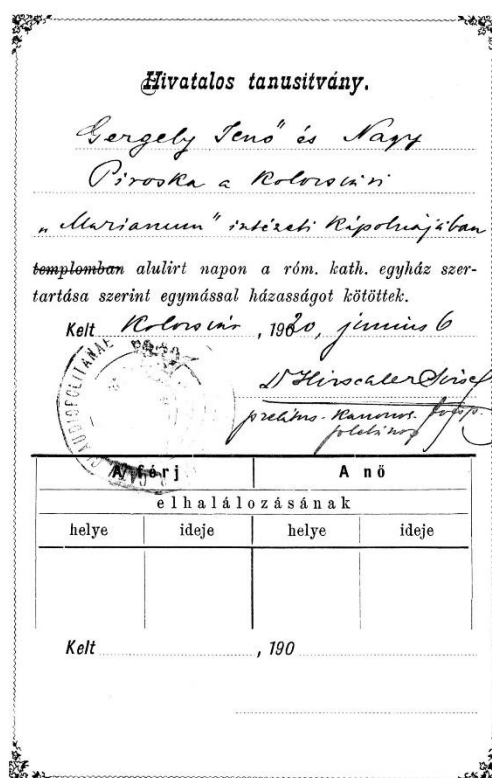 Hivatalos tanusitvány.
Gergely Jenő és Nagy
Piroska a Kolozsvári
„Marianum" intézeti Kápolnájában
templomban alulirt napon a róm. kath. egyház szer-
tartása szerint egymással házasságot kötöttek.
Kelt Kolozsvár, 1920, június 6
Dr Hirschler József
prelátus-kanonok
CLAUDIOPOLITANAE
A férj A nő
elhalálozásának
helye ideje helye ideje
Kelt , 190